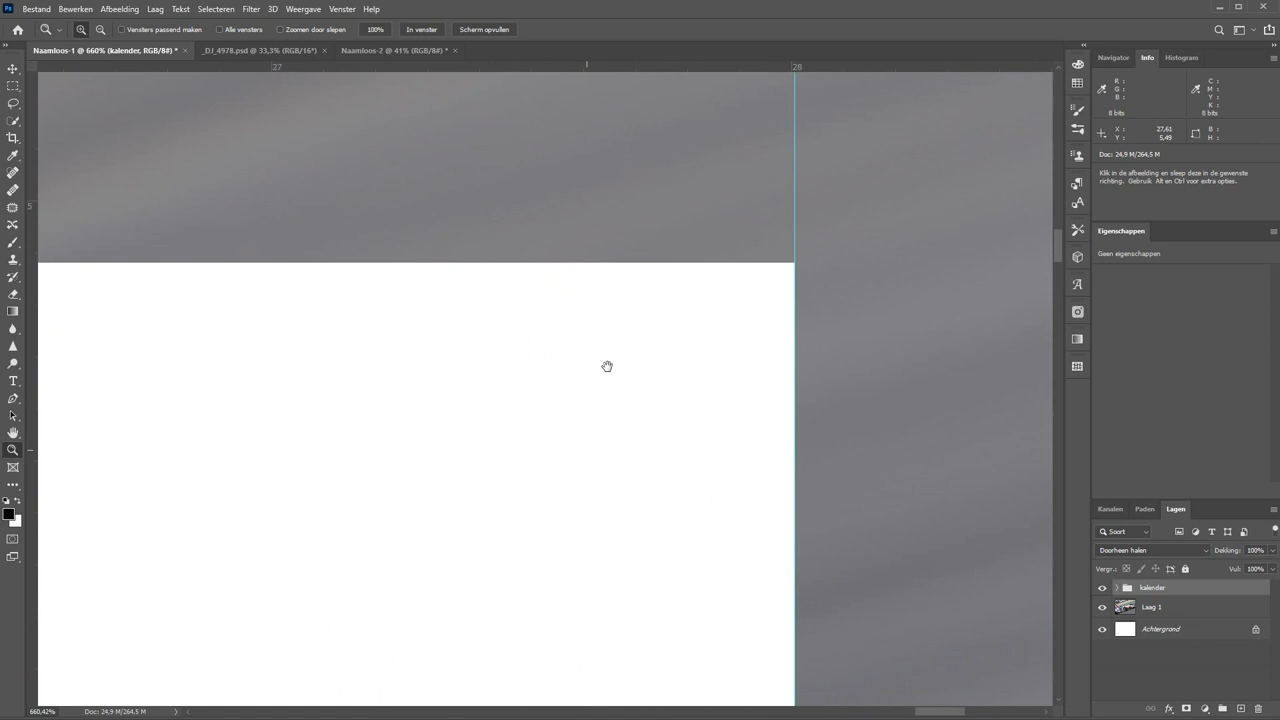 Ps Bestand Bewerken Afbeelding Laag Tekst Selecteren Filter 3D Weergave Venster Help
Vensters passend maken Alle vensters Zoomen door slepen 100% In venster Scherm opvullen
Naamloos-1 @ 660% (kalender, RGB/8#) * × _DJ_4978.psd @ 33,3% (RGB/16*) × Naamloos-2 @ 41% (RGB/8#) * ×
27 28
5
Navigator Info Histogram
R :
G :
B :
8 bits
C :
M :
Y :
K :
8 bits
X : 27,61
Y : 5,49
B :
H :
Doc: 24,9 M/264,5 M
Klik in de afbeelding en sleep deze in de gewenste
richting. Gebruik Alt en Ctrl voor extra opties.
Eigenschappen
Geen eigenschappen
Kanalen Paden Lagen
Soort
Doorheen halen Dekking: 100%
Vergr.: Vul: 100%
kalender
Laag 1
Achtergrond
660,42% Doc: 24,9 M/264,5 M